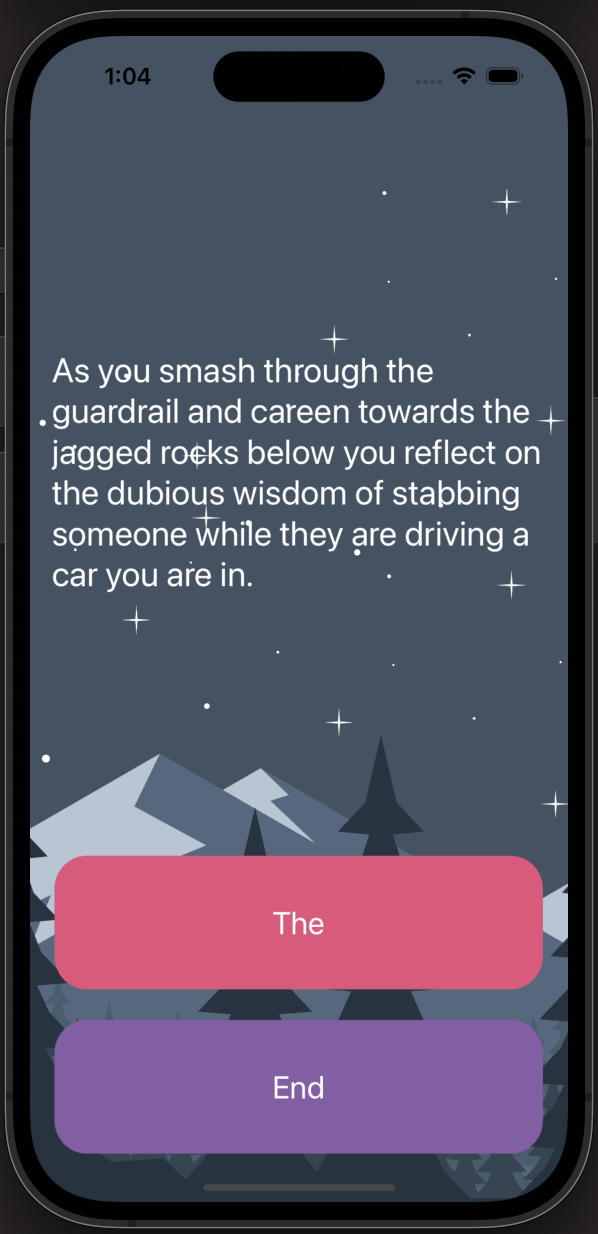 1:04
As you smash through the
guardrail and careen towards the
jagged rocks below you reflect on
the dubious wisdom of stabbing
someone while they are driving a
car you are in.
The
End